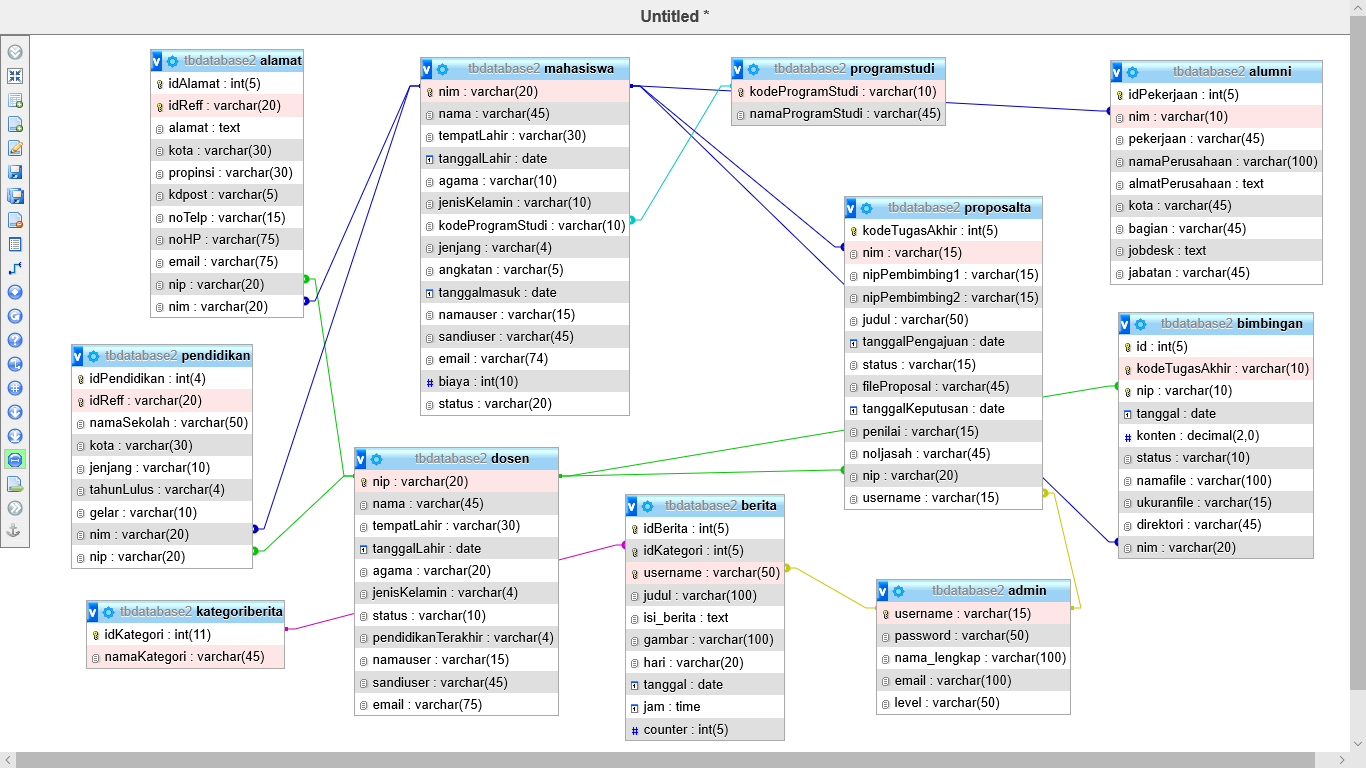 Untitled *
v tbdatabase2 alamat
idAlamat : int(5)
idReff : varchar(20)
alamat : text
kota : varchar(30)
propinsi : varchar(30)
kdpost : varchar(5)
noTelp : varchar(15)
noHP : varchar(75)
email : varchar(75)
nip : varchar(20)
nim : varchar(20)
v tbdatabase2 mahasiswa
nim : varchar(20)
nama : varchar(45)
tempatLahir : varchar(30)
tanggalLahir : date
agama : varchar(10)
jenisKelamin : varchar(10)
kodeProgramStudi : varchar(10)
jenjang : varchar(4)
angkatan : varchar(5)
tanggalmasuk : date
namauser : varchar(15)
sandiuser : varchar(45)
email : varchar(74)
# biaya : int(10)
status : varchar(20)
v tbdatabase2 programstudi
kodeProgramStudi : varchar(10)
namaProgramStudi : varchar(45)
v tbdatabase2 alumni
idPekerjaan : int(5)
nim : varchar(10)
pekerjaan : varchar(45)
namaPerusahaan : varchar(100)
almatPerusahaan : text
kota : varchar(45)
bagian : varchar(45)
jobdesk : text
jabatan : varchar(45)
v tbdatabase2 proposalta
kodeTugasAkhir : int(5)
nim : varchar(15)
nipPembimbing1 : varchar(15)
nipPembimbing2 : varchar(15)
judul : varchar(50)
tanggalPengajuan : date
status : varchar(15)
fileProposal : varchar(45)
tanggalKeputusan : date
penilai : varchar(15)
noIjasah : varchar(45)
nip : varchar(20)
username : varchar(15)
v tbdatabase2 bimbingan
id : int(5)
kodeTugasAkhir : varchar(10)
nip : varchar(10)
tanggal : date
# konten : decimal(2,0)
status : varchar(10)
namafile : varchar(100)
ukuranfile : varchar(15)
direktori : varchar(45)
nim : varchar(20)
v tbdatabase2 pendidikan
idPendidikan : int(4)
idReff : varchar(20)
namaSekolah : varchar(50)
kota : varchar(30)
jenjang : varchar(10)
tahunLulus : varchar(4)
gelar : varchar(10)
nim : varchar(20)
nip : varchar(20)
v tbdatabase2 dosen
nip : varchar(20)
nama : varchar(45)
tempatLahir : varchar(30)
tanggalLahir : date
agama : varchar(20)
jenisKelamin : varchar(4)
status : varchar(10)
pendidikanTerakhir : varchar(4)
namauser : varchar(15)
sandiuser : varchar(45)
email : varchar(75)
v tbdatabase2 berita
idBerita : int(5)
idKategori : int(5)
username : varchar(50)
judul : varchar(100)
isi_berita : text
gambar : varchar(100)
hari : varchar(20)
tanggal : date
jam : time
# counter : int(5)
v tbdatabase2 admin
username : varchar(15)
password : varchar(50)
nama_lengkap : varchar(100)
email : varchar(100)
level : varchar(50)
v tbdatabase2 kategoriberita
idKategori : int(11)
namaKategori : varchar(45)